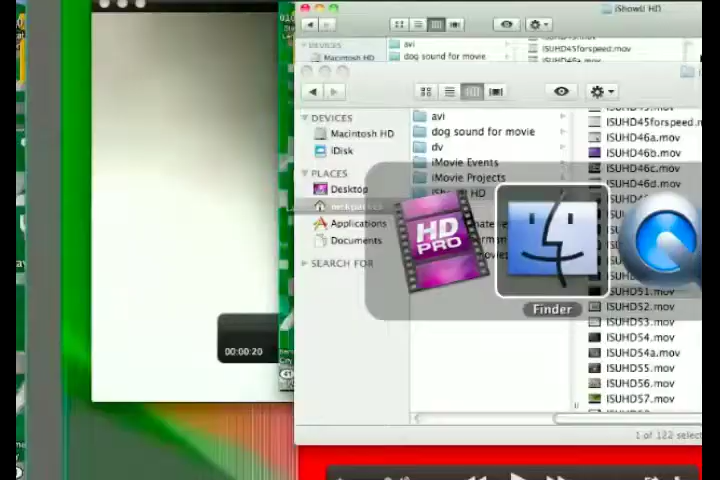 iShowU HD
DEVICES
Macintosh HD
avi
dog sound for movie
ISUHD45forspeed.mov
DEVICES
Macintosh HD
iDisk
PLACES
Desktop
Applications
Documents
SEARCH FOR
avi
dog sound for movie
dv
iMovie Events
iMovie Projects
HD
ISUHD45forspeed.m
ISUHD46a.mov
ISUHD46b.mov
ISUHD46c.mov
ISUHD46d.mov
HD
PRO
Finder
ISUHD51.mov
ISUHD52.mov
ISUHD53.mov
ISUHD54.mov
ISUHD54a.mov
ISUHD55.mov
ISUHD56.mov
ISUHD57.mov
1 of 122 select
00:00:20